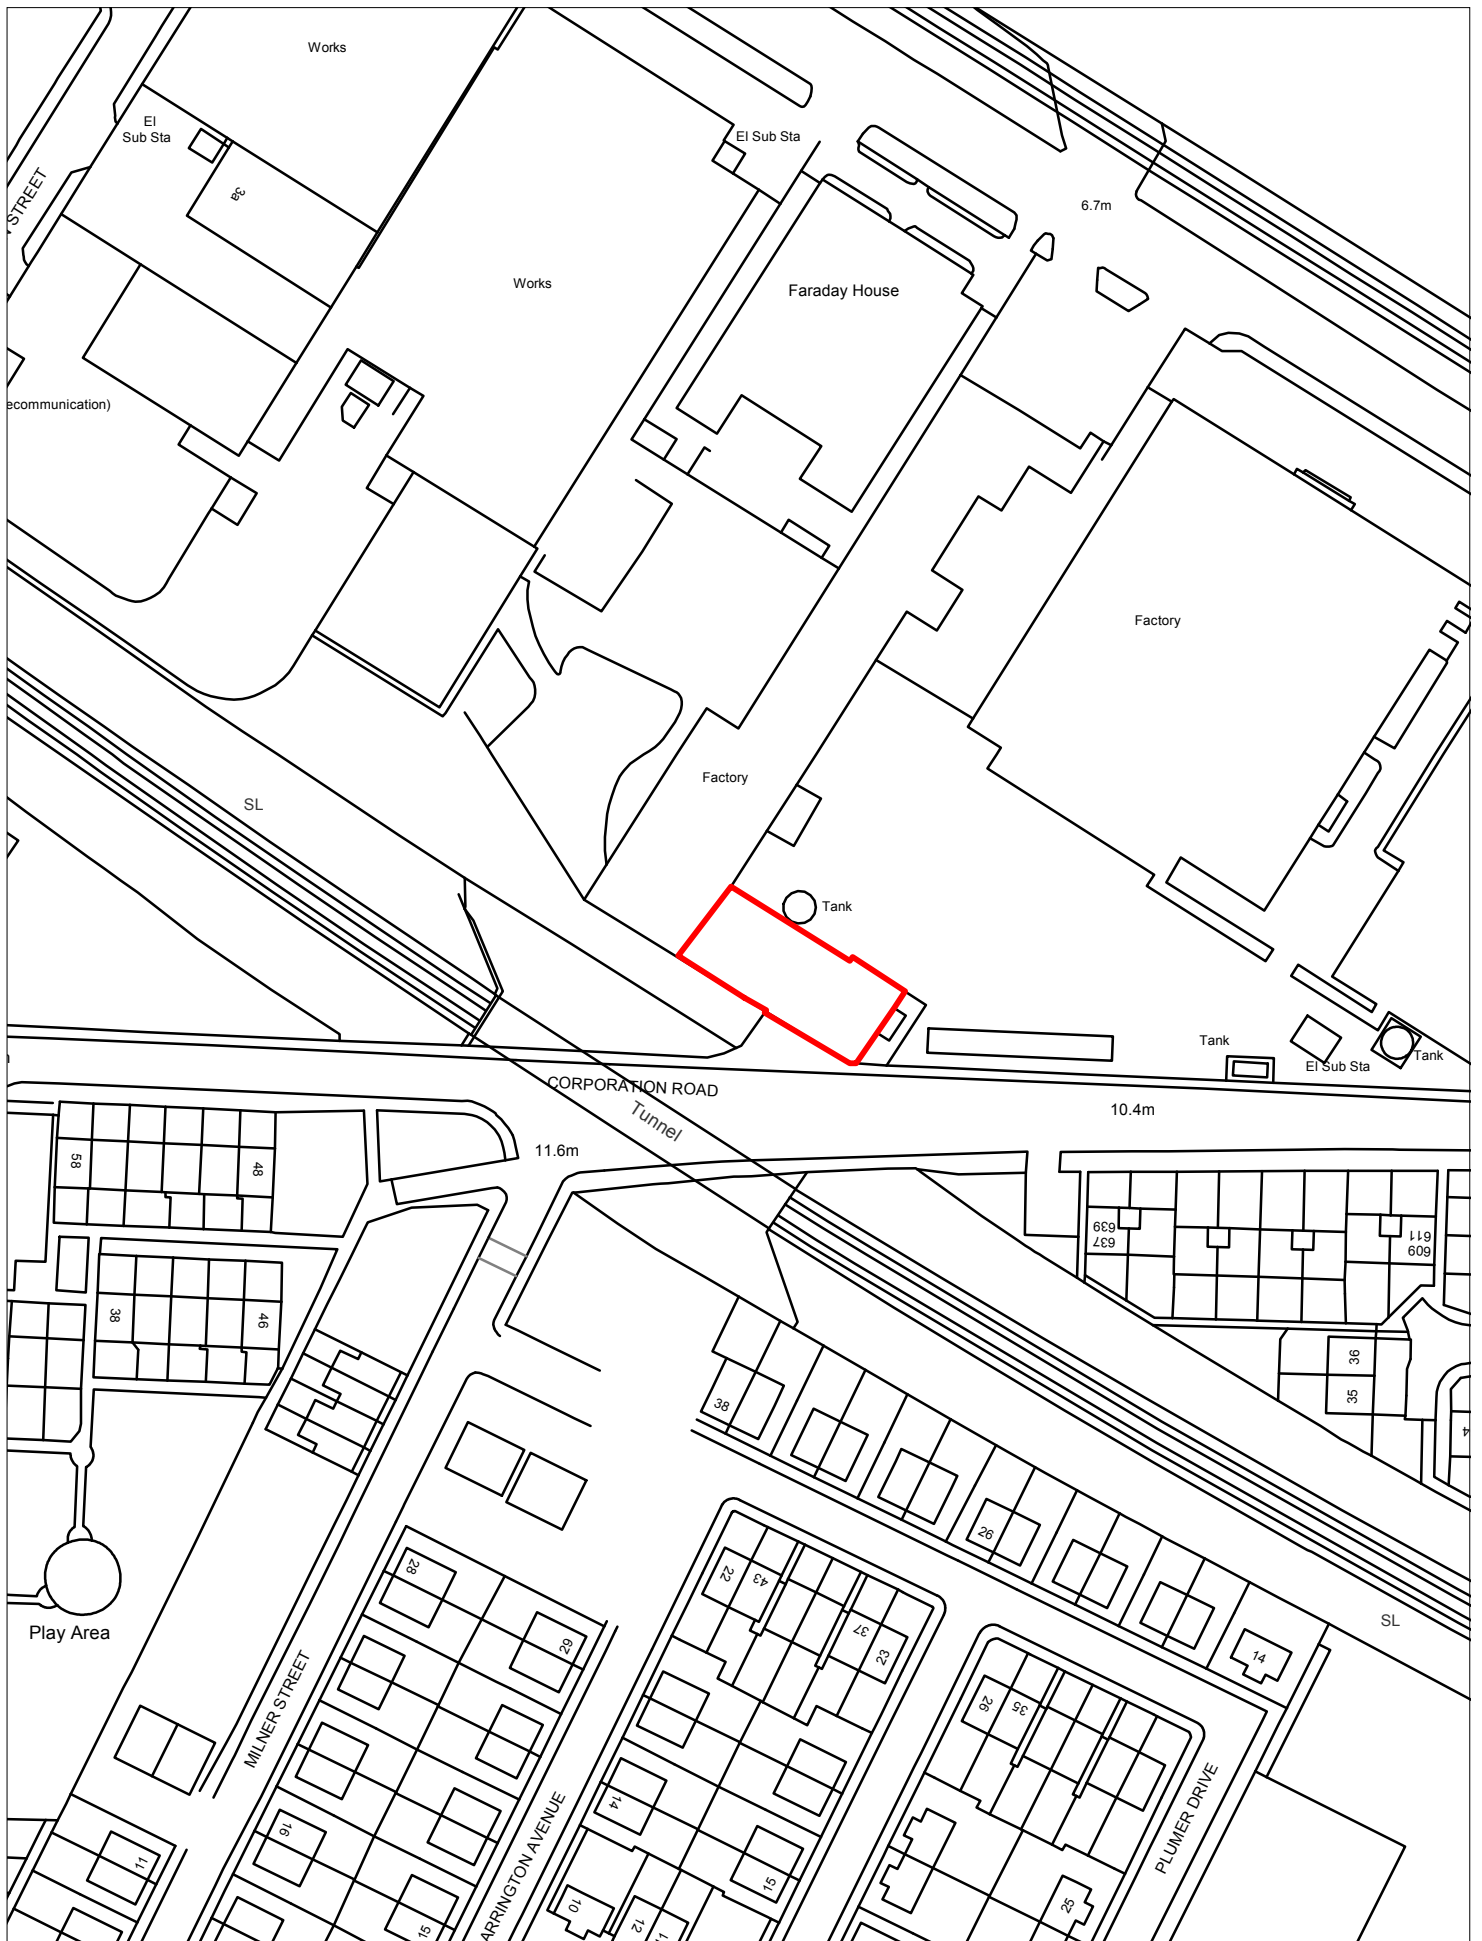 Works
El
Sub Sta
El Sub Sta
STREET
3a
6.7m
Works
Faraday House
ecommunication)
Factory
Factory
SL
Tank
Tank
El Sub Sta
Tank
CORPORATION ROAD
Tunnel
10.4m
11.6m
58
48
639
637
611
609
38
46
36
35
38
26
28
22
43
37
23
29
14
SL
Play Area
26
35
MILNER STREET
14
16
PLUMER DRIVE
ARRINGTON AVENUE
11
15
10
12
25
15